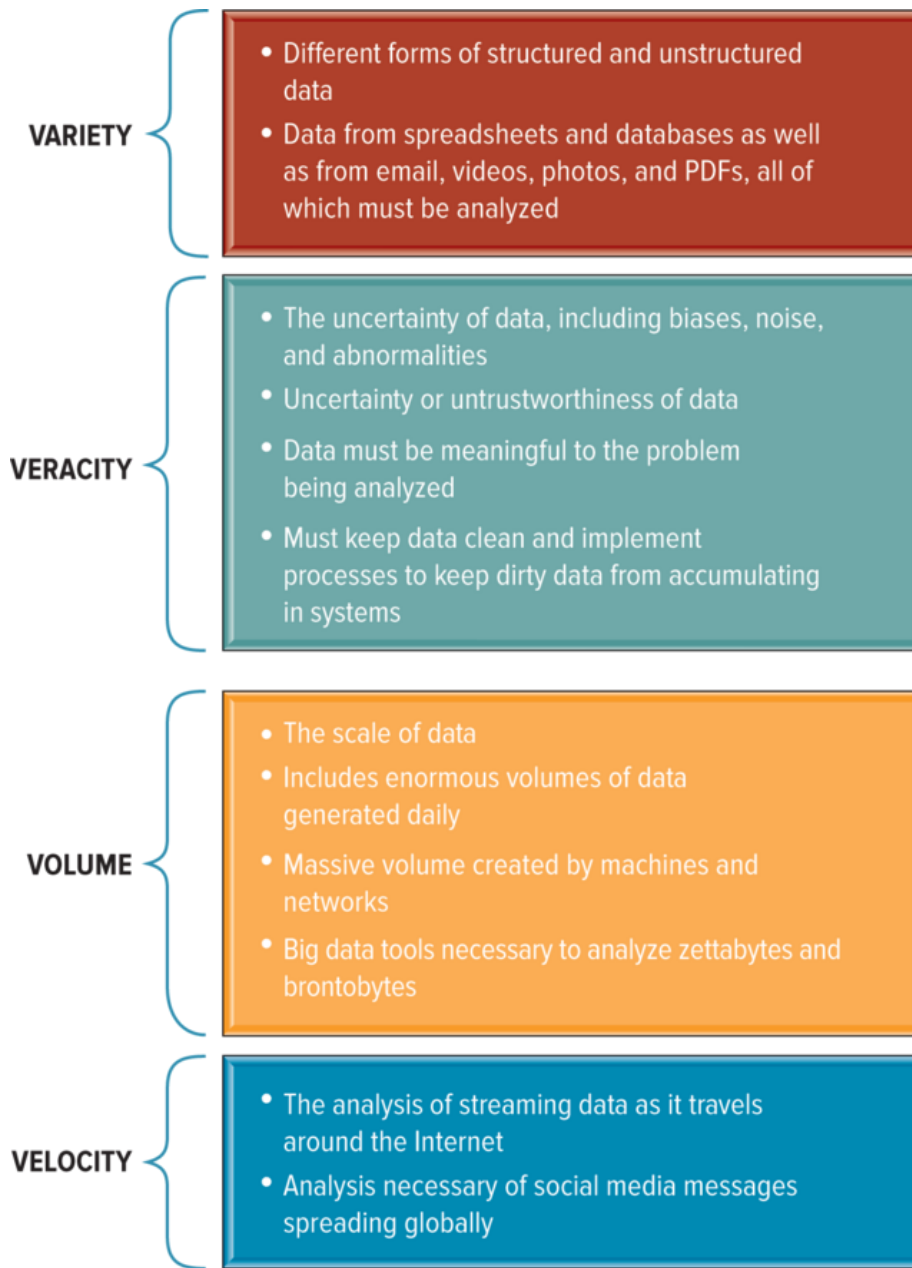 VARIETY
• Different forms of structured and unstructured
data
• Data from spreadsheets and databases as well
as from email, videos, photos, and PDFs, all of
which must be analyzed
VERACITY
• The uncertainty of data, including biases, noise,
and abnormalities
• Uncertainty or untrustworthiness of data
• Data must be meaningful to the problem
being analyzed
• Must keep data clean and implement
processes to keep dirty data from accumulating
in systems
VOLUME
• The scale of data
• Includes enormous volumes of data
generated daily
• Massive volume created by machines and
networks
• Big data tools necessary to analyze zettabytes and
brontobytes
VELOCITY
• The analysis of streaming data as it travels
around the Internet
• Analysis necessary of social media messages
spreading globally